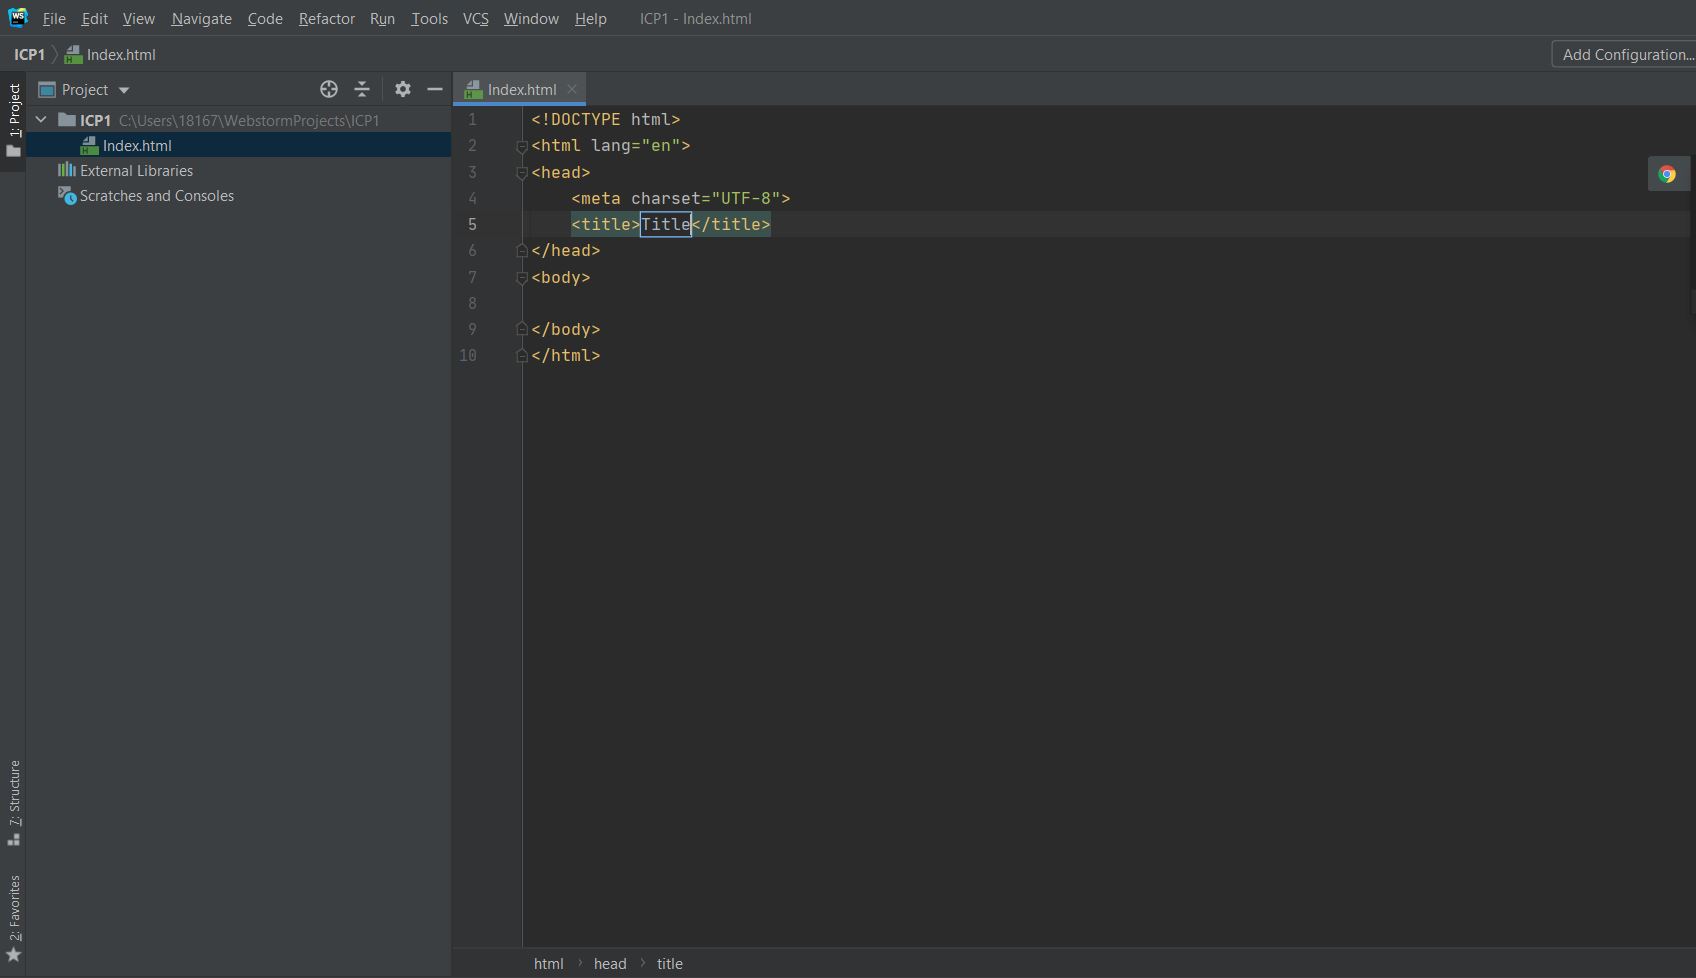 WS File Edit View Navigate Code Refactor Run Tools VCS Window Help ICP1 - Index.html
ICP1 Index.html Add Configuration...
1: Project
Project
ICP1 C:\Users\18167\WebstormProjects\ICP1
Index.html
External Libraries
Scratches and Consoles
7: Structure
2: Favorites
Index.html
1 <!DOCTYPE html>
2 <html lang="en">
3 <head>
4 <meta charset="UTF-8">
5 <title>Title</title>
6 </head>
7 <body>
8
9 </body>
10 </html>
html head title